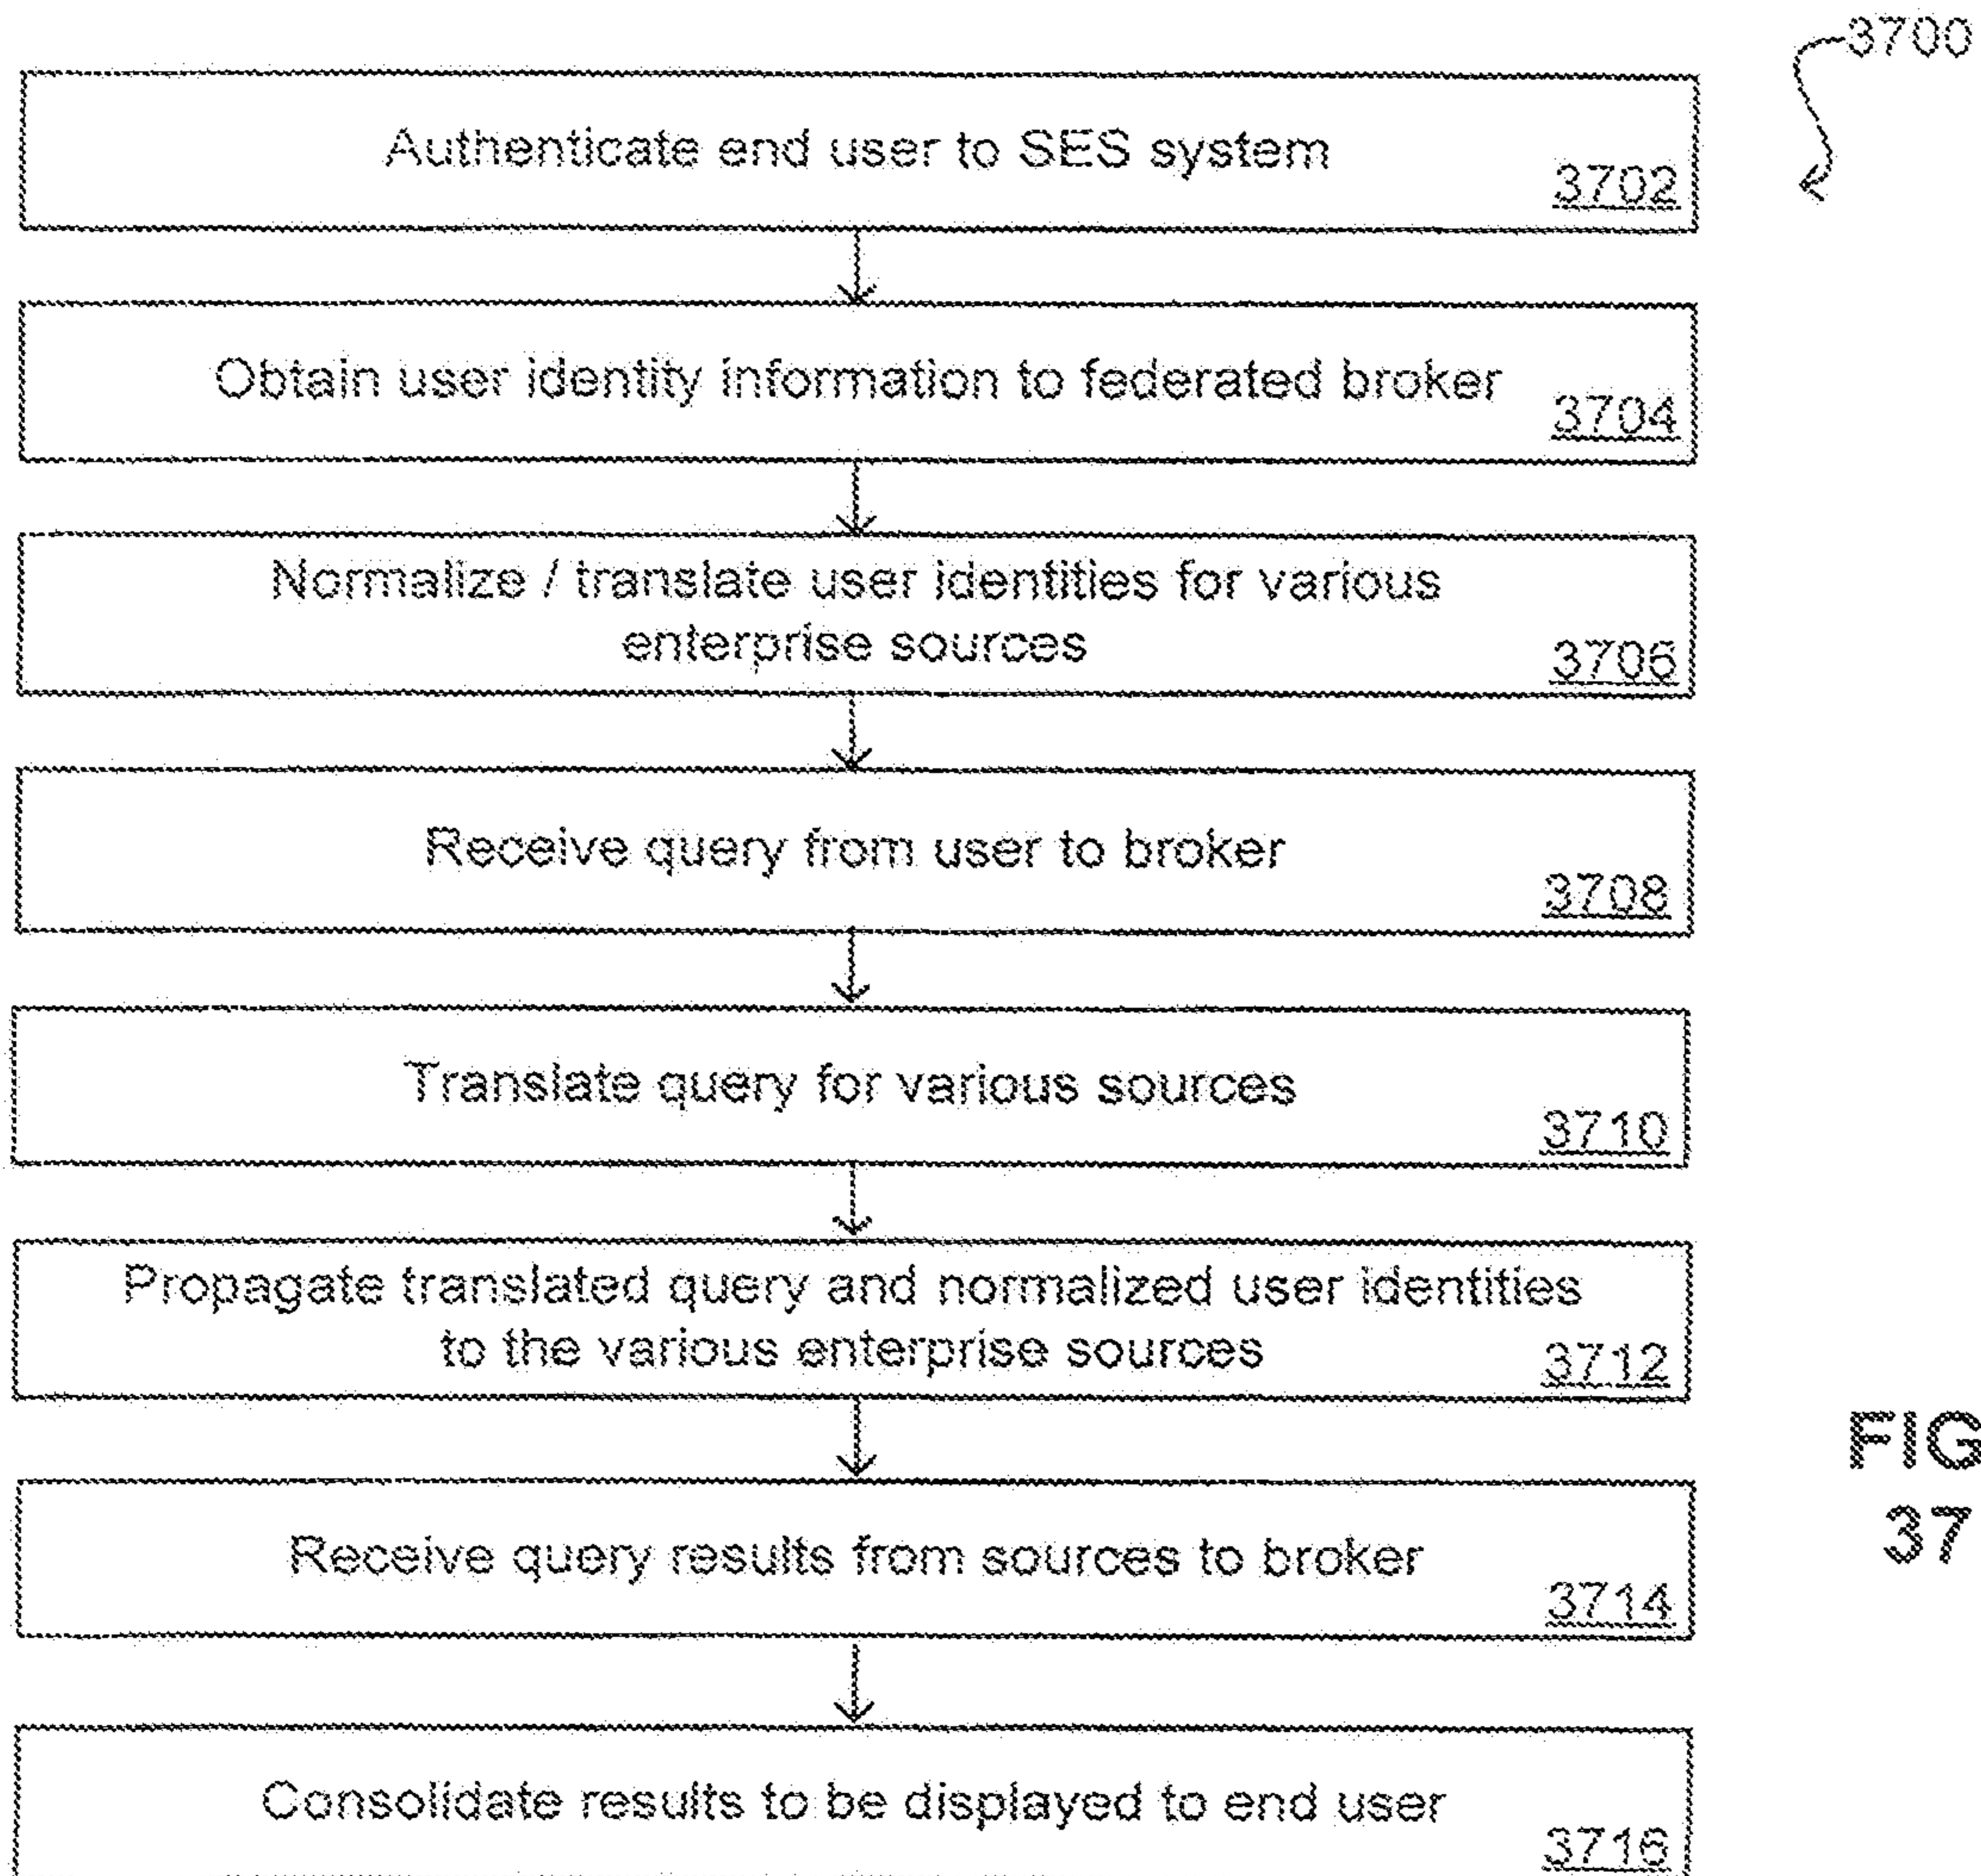 3700
Authenticate end user to SES system
3702
Obtain user identity information to federated broker
3704
Normalize / translate user identities for various
enterprise sources
3706
Receive query from user to broker
3708
Translate query for various sources
3710
Propagate translated query and normalized user identities
to the various enterprise sources
3712
Receive query results from sources to broker
3714
Consolidate results to be displayed to end user
3716
FIG
37